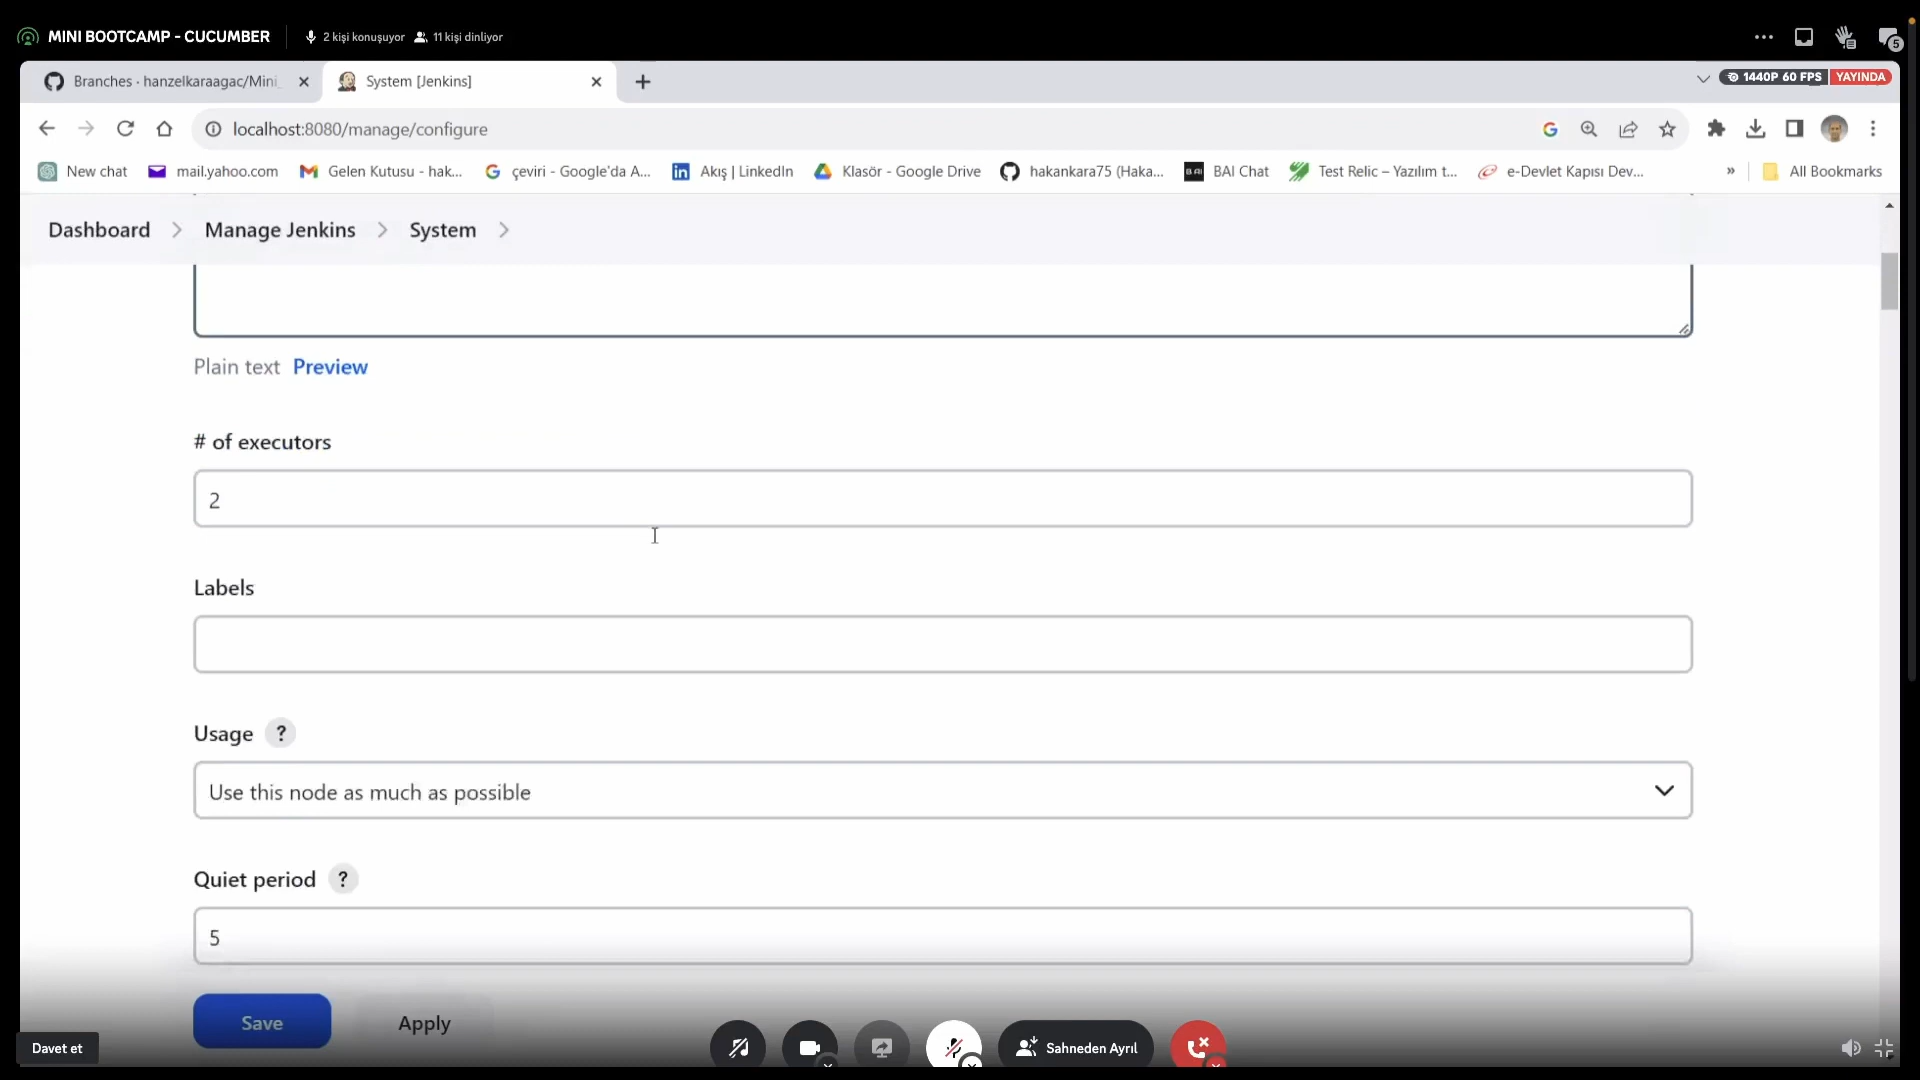 MINI BOOTCAMP - CUCUMBER
2 kişi konuşuyor
11 kişi dinliyor
5
Branches · hanzelkaraagac/Mini_
System [Jenkins]
1440P 60 FPS
YAYINDA
localhost:8080/manage/configure
New chat
mail.yahoo.com
Gelen Kutusu - hak...
çeviri - Google'da A...
Akış | LinkedIn
Klasör - Google Drive
hakankara75 (Haka...
B.AI
BAI Chat
Test Relic – Yazılım t...
e-Devlet Kapısı Dev...
»
All Bookmarks
Dashboard
Manage Jenkins
System
Plain text Preview
# of executors
2
Labels
Usage ?
Use this node as much as possible
Quiet period ?
5
Save
Apply
Davet et
Sahneden Ayrıl